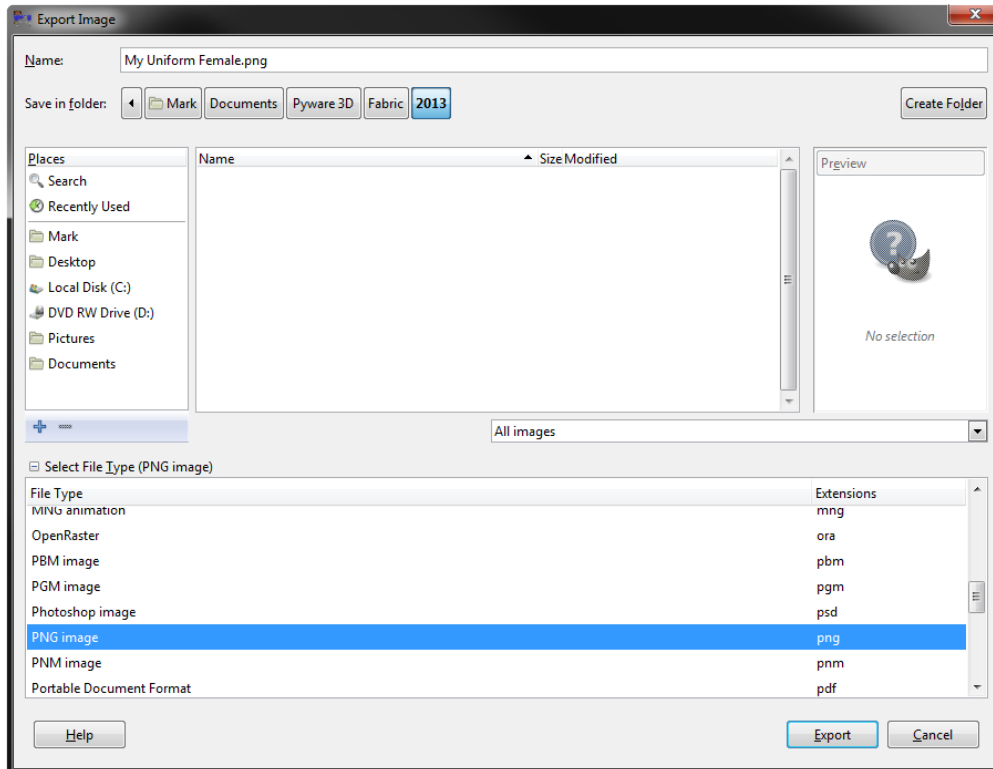 Export Image
Name: My Uniform Female.png
Save in folder: Mark Documents Pyware 3D Fabric 2013 Create Folder
Places Name Size Modified Preview
Search
Recently Used
Mark
Desktop
Local Disk (C:)
DVD RW Drive (D:)
Pictures No selection
Documents
All images
Select File Type (PNG image)
File Type Extensions
MNG animation mng
OpenRaster ora
PBM image pbm
PGM image pgm
Photoshop image psd
PNG image png
PNM image pnm
Portable Document Format pdf
Help Export Cancel